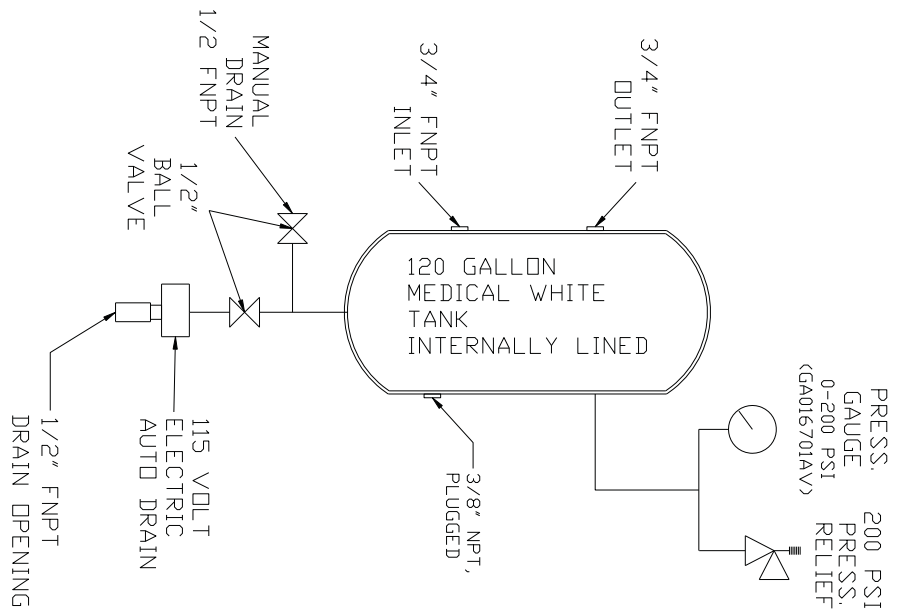 MANUAL
DRAIN
1/2 FNPT
1/2"
BALL
VALVE
3/4" FNPT
INLET
3/4" FNPT
OUTLET
120 GALLON
MEDICAL WHITE
TANK
INTERNALLY LINED
PRESS.
GAUGE
0-200 PSI
(GA016701AV)
200 PSI
PRESS.
RELIEF
3/8" NPT,
PLUGGED
115 VOLT
ELECTRIC
AUTO DRAIN
1/2" FNPT
DRAIN OPENING